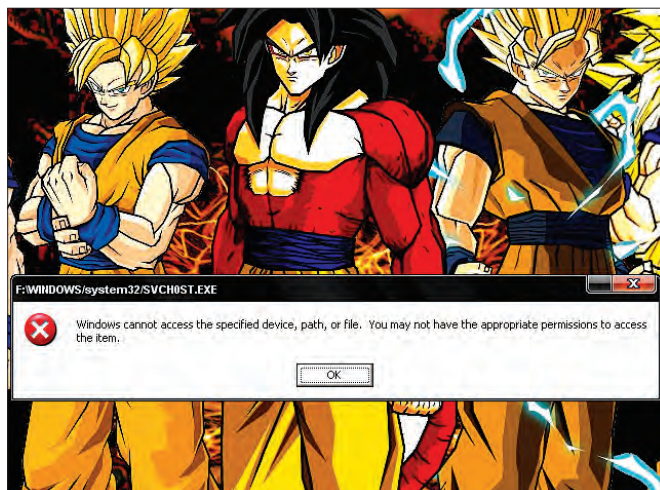 F:\WINDOWS/system32/SVCH0ST.EXE
Windows cannot access the specified device, path, or file. You may not have the appropriate permissions to access
the item.
OK